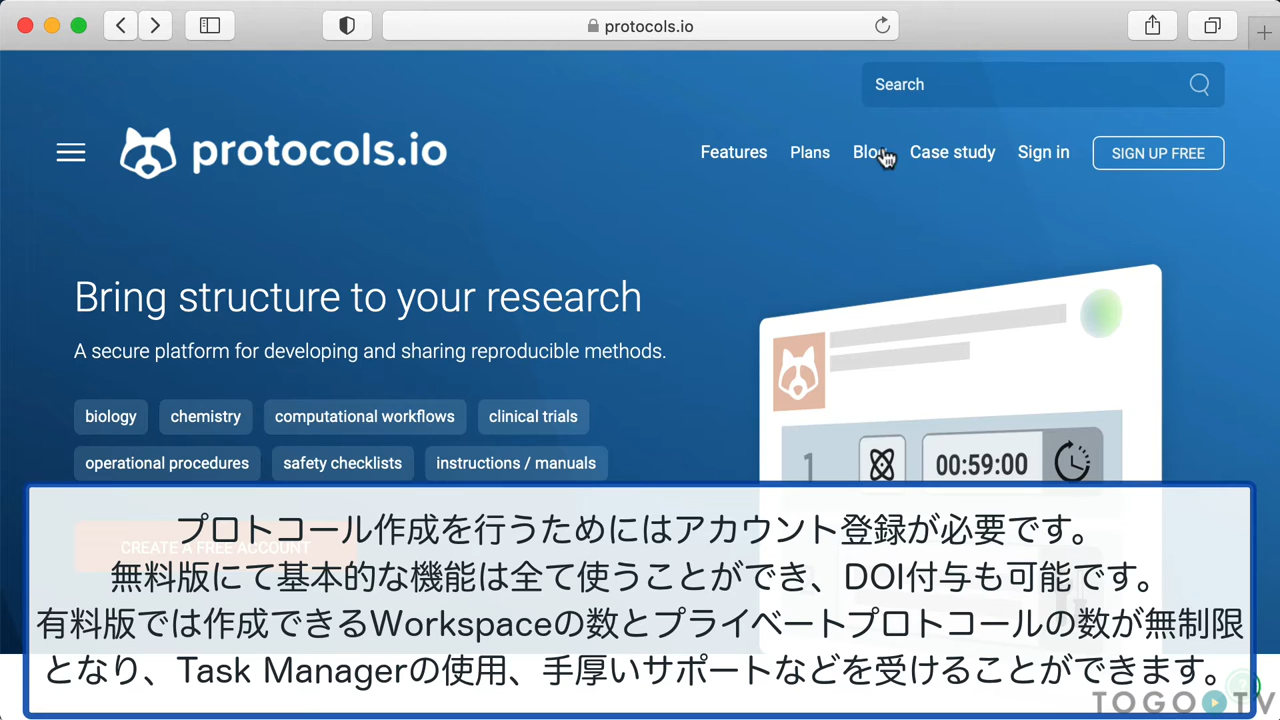 protocols.io
Search
protocols.io
Features Plans Blog Case study Sign in SIGN UP FREE
Bring structure to your research
A secure platform for developing and sharing reproducible methods.
biology chemistry computational workflows clinical trials
operational procedures safety checklists instructions / manuals
1 00:59:00
CREATE A FREE ACCOUNT
プロトコール作成を行うためにはアカウント登録が必要です。
無料版にて基本的な機能は全て使うことができ、DOI付与も可能です。
有料版では作成できるWorkspaceの数とプライベートプロトコールの数が無制限
となり、Task Managerの使用、手厚いサポートなどを受けることができます。
TOGO TV